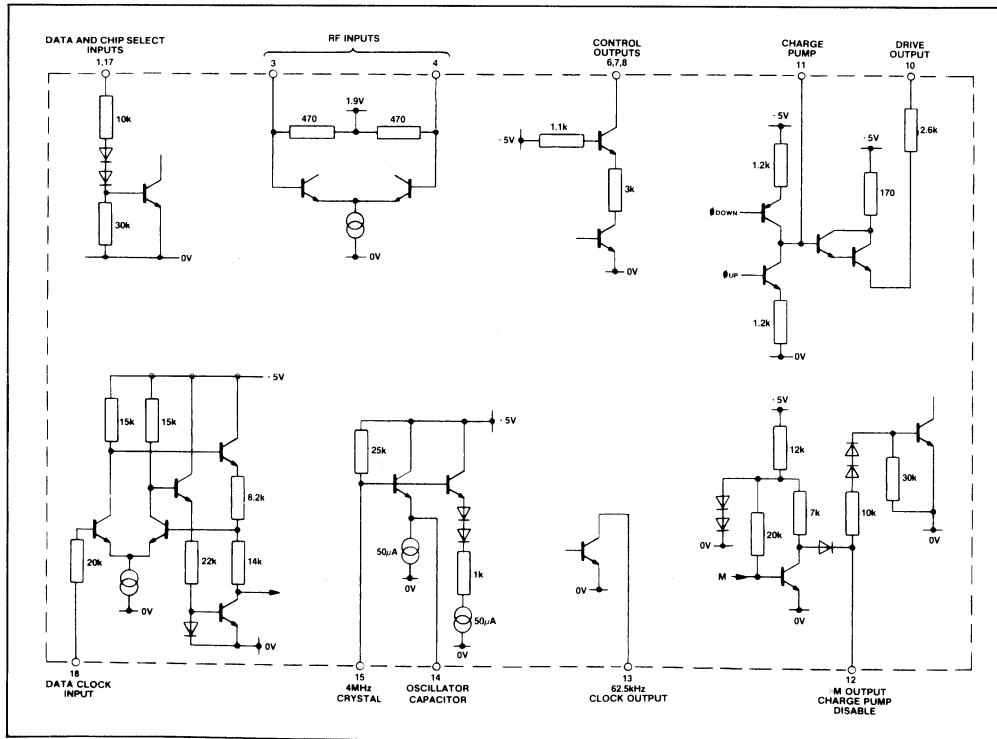 DATA AND CHIP SELECT
INPUTS
1,17
RF INPUTS
3
4
CONTROL
OUTPUTS
6,7,8
CHARGE
PUMP
11
DRIVE
OUTPUT
10
10k
30k
0V
1.9V
470
470
0V
·5V
1.1k
3k
0V
·5V
1.2k
·5V
170
2.6k
øDOWN
øUP
1.2k
0V
·5V
15k
15k
8.2k
20k
22k
14k
0V
0V
18
DATA CLOCK
INPUT
·5V
25k
50µA
0V
1k
50µA
0V
15
4MHz
CRYSTAL
14
OSCILLATOR
CAPACITOR
0V
13
62.5kHz
CLOCK OUTPUT
·5V
12k
0V
20k
7k
10k
30k
0V
M
0V
12
·M OUTPUT
CHARGE PUMP
DISABLE